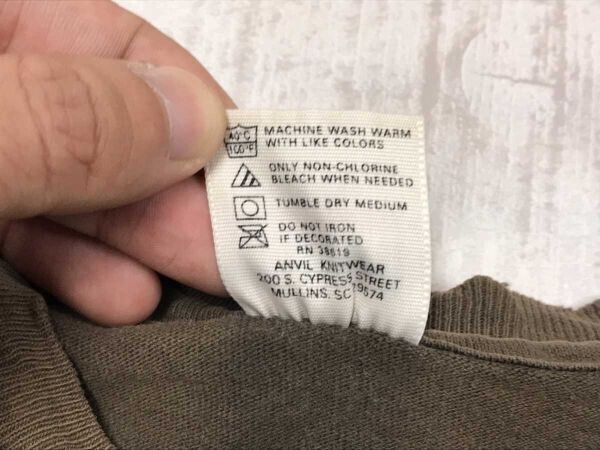 40°C
100°F
MACHINE WASH WARM
WITH LIKE COLORS
ONLY NON-CHLORINE
BLEACH WHEN NEEDED
TUMBLE DRY MEDIUM
DO NOT IRON
IF DECORATED
RN 38619
ANVIL KNITWEAR
200 S. CYPRESS STREET
MULLINS, SC 29574